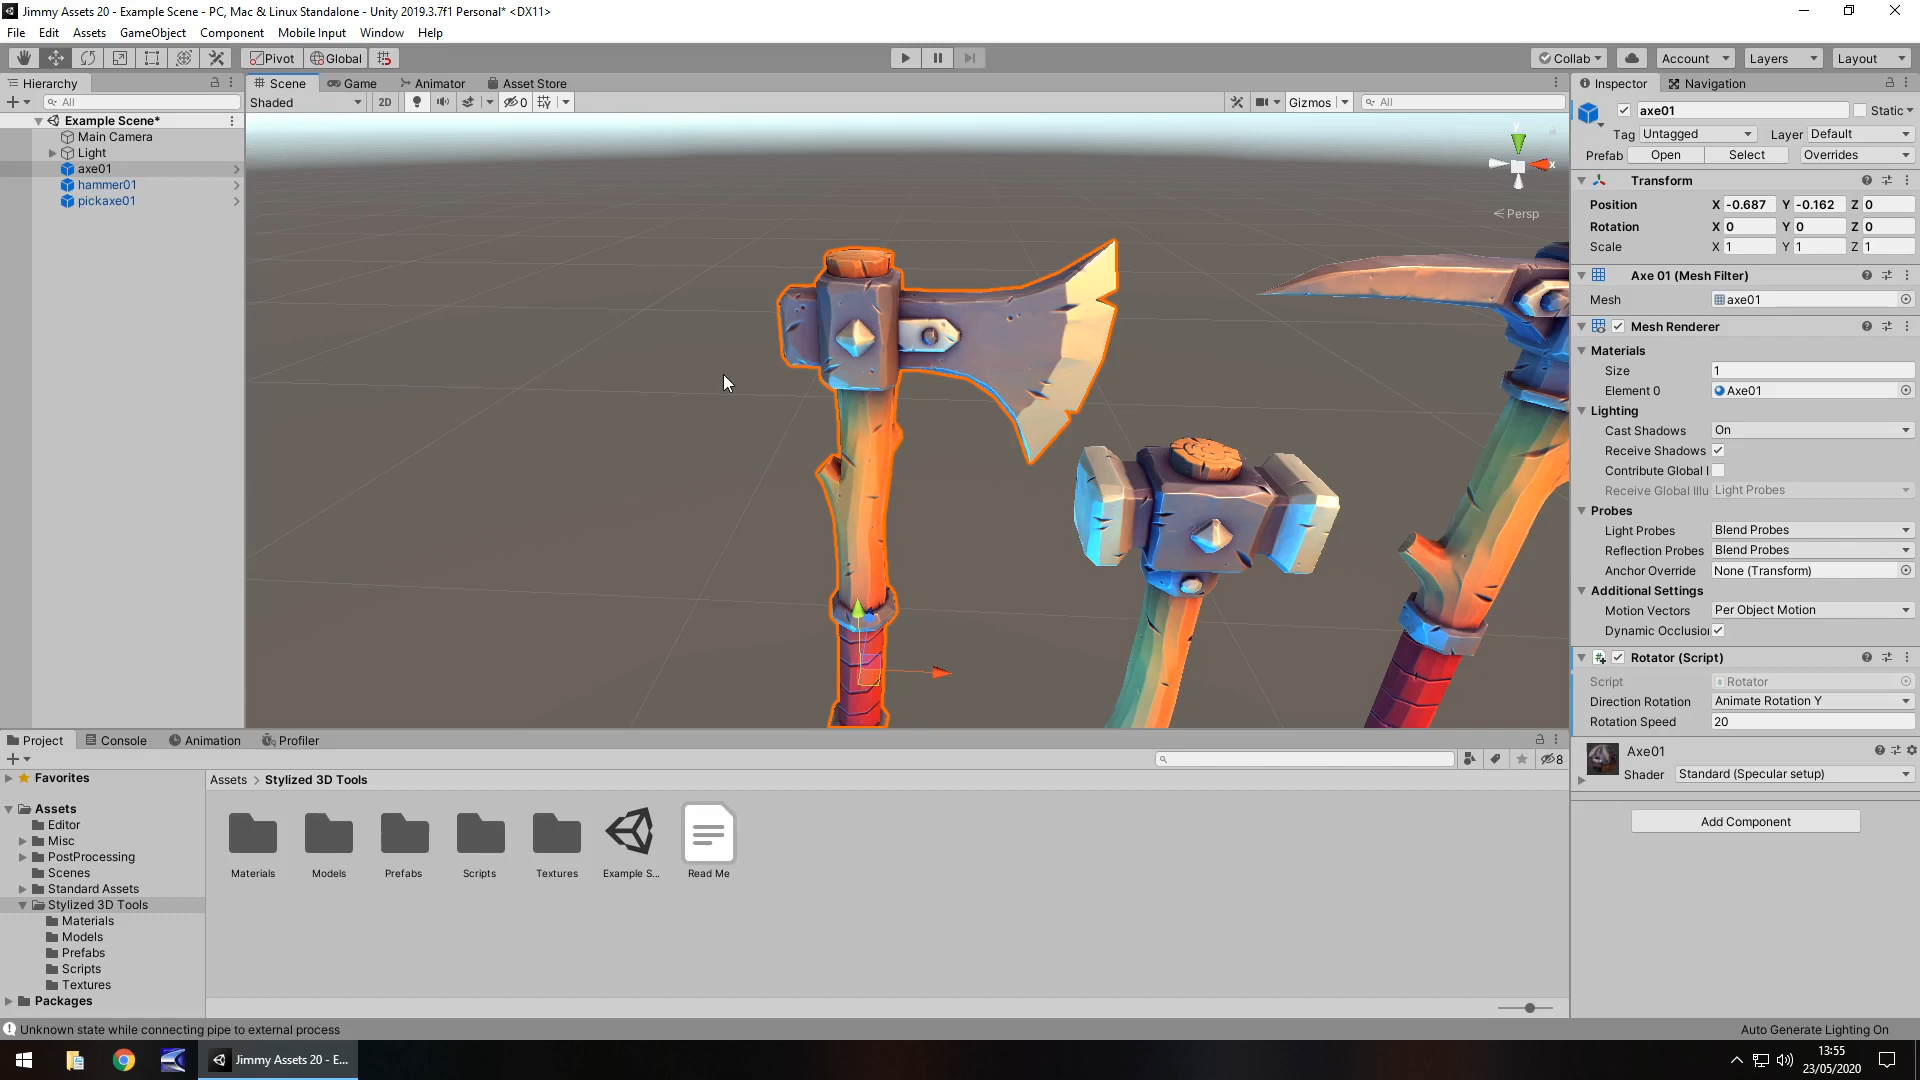 Jimmy Assets 20 - Example Scene - PC, Mac & Linux Standalone - Unity 2019.3.7f1 Personal* <DX11>
File Edit Assets GameObject Component Mobile Input Window Help
Pivot Global Collab Account Layers Layout
Hierarchy
All
Example Scene*
Main Camera
Light
axe01
hammer01
pickaxe01
Scene Game Animator Asset Store
Shaded 2D 0 Gizmos All
y
x
Persp
Inspector Navigation
axe01 Static
Tag Untagged Layer Default
Prefab Open Select Overrides
Transform
Position X -0.687 Y -0.162 Z 0
Rotation X 0 Y 0 Z 0
Scale X 1 Y 1 Z 1
Axe 01 (Mesh Filter)
Mesh axe01
Mesh Renderer
Materials
Size 1
Element 0 Axe01
Lighting
Cast Shadows On
Receive Shadows
Contribute Global I
Receive Global Illu Light Probes
Probes
Light Probes Blend Probes
Reflection Probes Blend Probes
Anchor Override None (Transform)
Additional Settings
Motion Vectors Per Object Motion
Dynamic Occlusion
Rotator (Script)
Script Rotator
Direction Rotation Animate Rotation Y
Rotation Speed 20
Axe01
Shader Standard (Specular setup)
Add Component
Project Console Animation Profiler
8
Favorites
Assets
Editor
Misc
PostProcessing
Scenes
Standard Assets
Stylized 3D Tools
Materials
Models
Prefabs
Scripts
Textures
Packages
Assets > Stylized 3D Tools
Materials Models Prefabs Scripts Textures Example S... Read Me
Unknown state while connecting pipe to external process
Auto Generate Lighting On
Jimmy Assets 20 - E...
13:55
23/05/2020